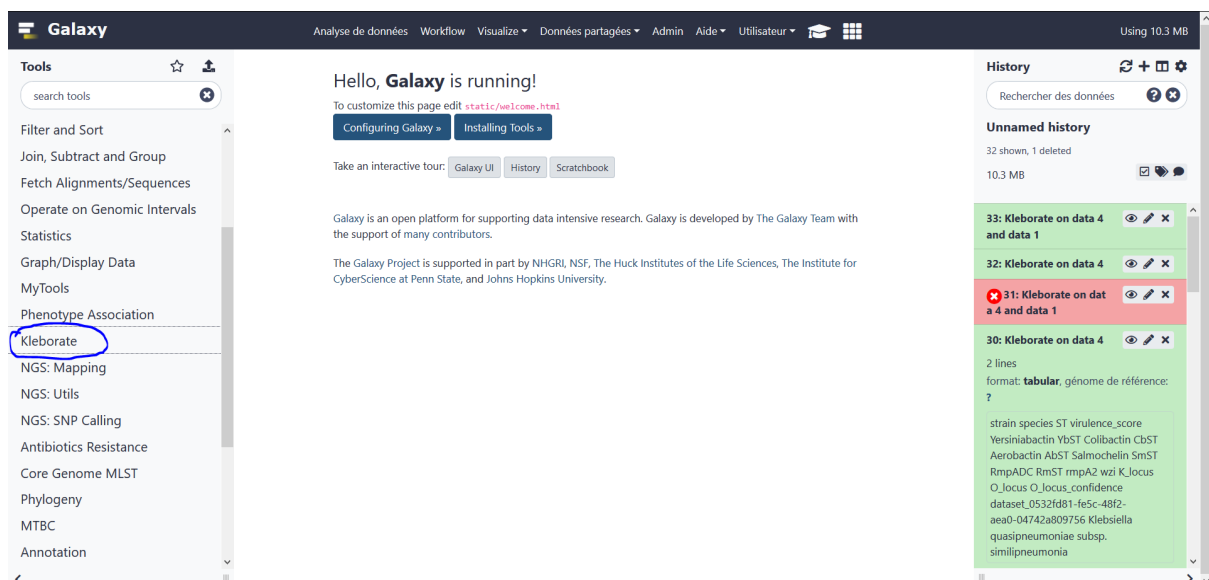 Galaxy
Analyse de données Workflow Visualize Données partagées Admin Aide Utilisateur
Using 10.3 MB
Tools
search tools
Filter and Sort
Join, Subtract and Group
Fetch Alignments/Sequences
Operate on Genomic Intervals
Statistics
Graph/Display Data
MyTools
Phenotype Association
Kleborate
NGS: Mapping
NGS: Utils
NGS: SNP Calling
Antibiotics Resistance
Core Genome MLST
Phylogeny
MTBC
Annotation
Hello, Galaxy is running!
To customize this page edit static/welcome.html
Configuring Galaxy » Installing Tools »
Take an interactive tour: Galaxy UI History Scratchbook
Galaxy is an open platform for supporting data intensive research. Galaxy is developed by The Galaxy Team with
the support of many contributors.
The Galaxy Project is supported in part by NHGRI, NSF, The Huck Institutes of the Life Sciences, The Institute for
CyberScience at Penn State, and Johns Hopkins University.
History
Rechercher des données
Unnamed history
32 shown, 1 deleted
10.3 MB
33: Kleborate on data 4
and data 1
32: Kleborate on data 4
31: Kleborate on dat
a 4 and data 1
30: Kleborate on data 4
2 lines
format: tabular, génome de référence:
?
strain species ST virulence_score
Yersiniabactin YbST Colibactin CbST
Aerobactin AbST Salmochelin SmST
RmpADC RmST rmpA2 wzi K_locus
O_locus O_locus_confidence
dataset_0532fd81-fe5c-48f2-
aea0-04742a809756 Klebsiella
quasipneumoniae subsp.
similipneumonia